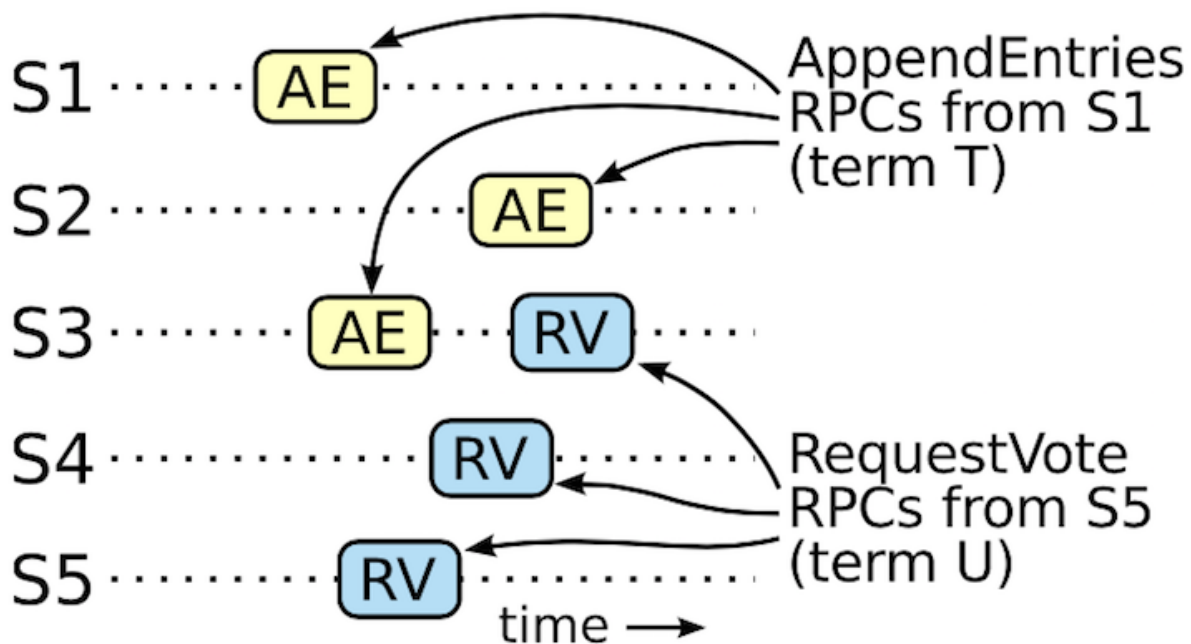 S1 AE
AppendEntries
RPCs from S1
(term T)
S2 AE
S3 AE RV
S4 RV
RequestVote
RPCs from S5
(term U)
S5 RV
time